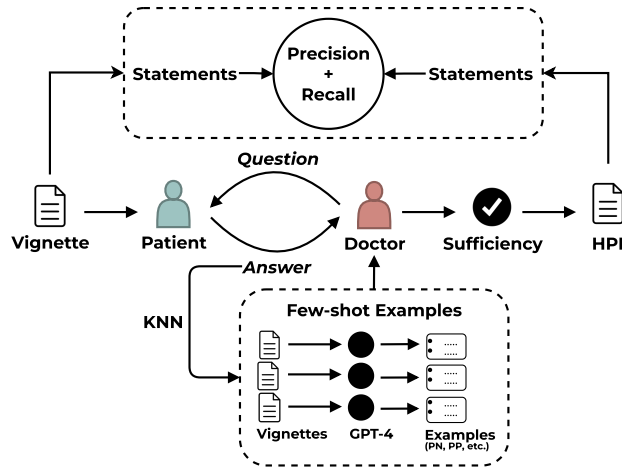 Precision
+
Recall
Statements
Statements
Question
Vignette
Patient
Doctor
Sufficiency
HPI
Answer
KNN
Few-shot Examples
Vignettes
GPT-4
Examples
(PN, PP, etc.)